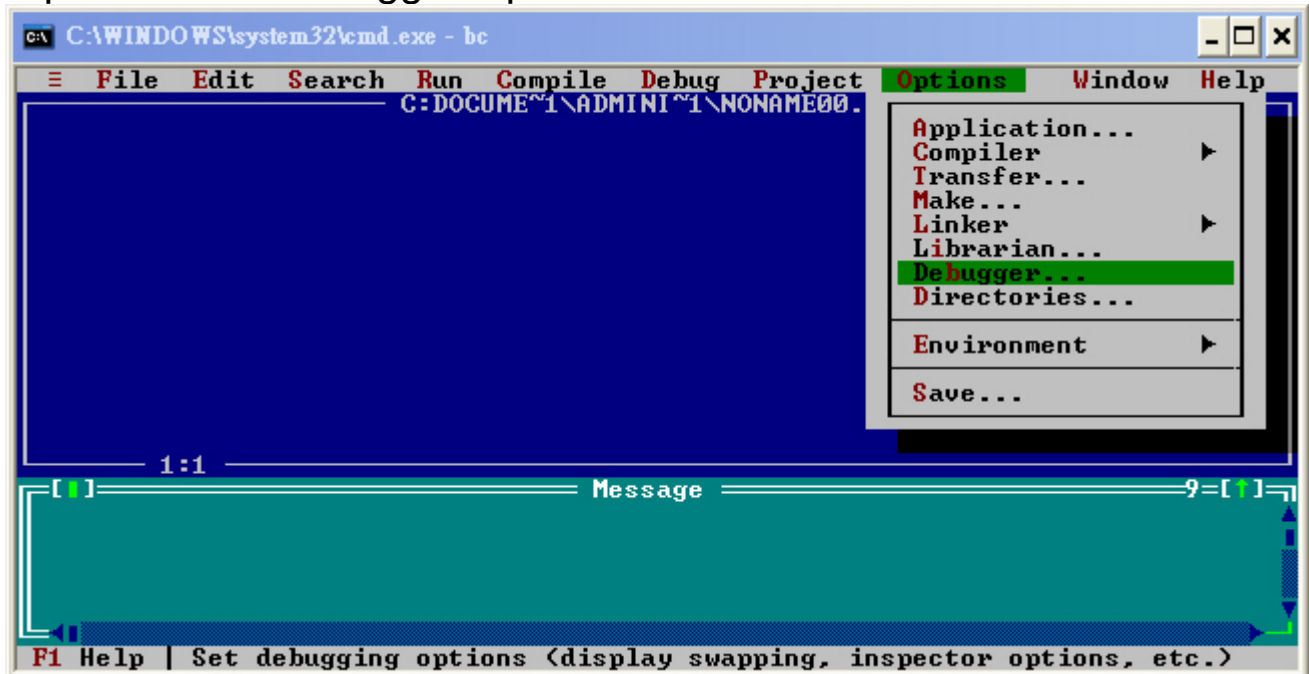 C:\WINDOWS\system32\cmd.exe - bc
≡ File Edit Search Run Compile Debug Project Options Window Help
C:DOCUME~1\ADMINI~1\NONAME00.
Application...
Compiler ►
Transfer...
Make...
Linker ►
Librarian...
Debugger...
Directories...
Environment ►
Save...
1:1
[ ] Message 9=[↑]
F1 Help | Set debugging options (display swapping, inspector options, etc.)